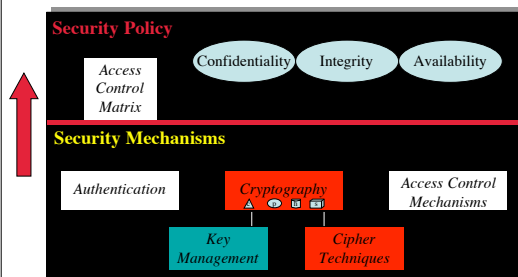 Security Policy
Confidentiality
Integrity
Availability
Access
Control
Matrix
Security Mechanisms
Authentication
Cryptography
Access Control
Mechanisms
Key
Management
Cipher
Techniques